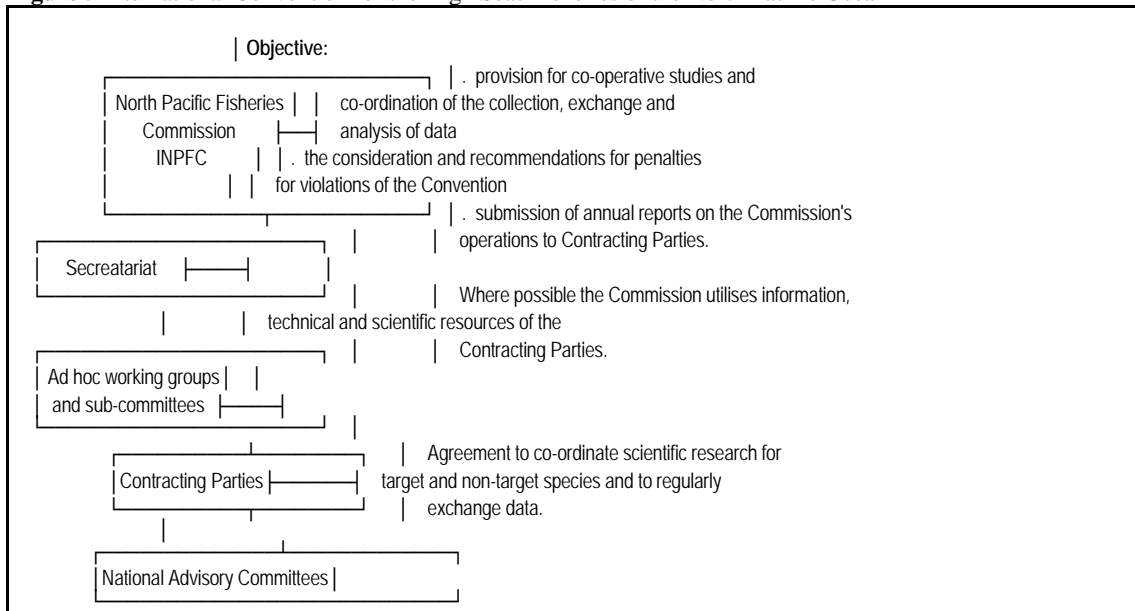 Objective:
. provision for co-operative studies and
North Pacific Fisheries co-ordination of the collection, exchange and
Commission analysis of data
INPFC . the consideration and recommendations for penalties
for violations of the Convention
. submission of annual reports on the Commission's
operations to Contracting Parties.
Secreatariat
Where possible the Commission utilises information,
technical and scientific resources of the
Contracting Parties.
Ad hoc working groups
and sub-committees
Agreement to co-ordinate scientific research for
Contracting Parties target and non-target species and to regularly
exchange data.
National Advisory Committees